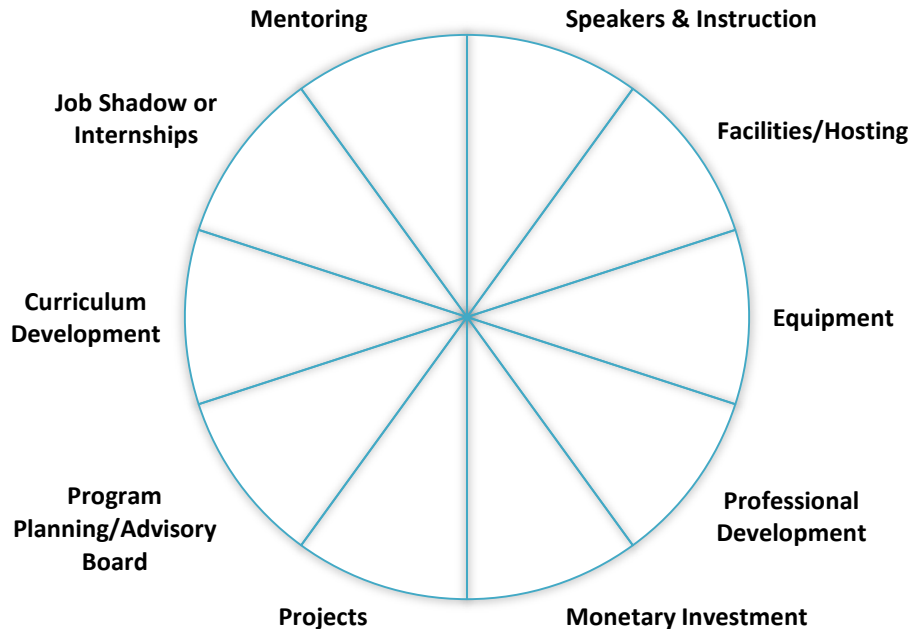 Mentoring
Speakers & Instruction
Job Shadow or
Internships
Facilities/Hosting
Curriculum
Development
Equipment
Program
Planning/Advisory
Board
Professional
Development
Projects
Monetary Investment